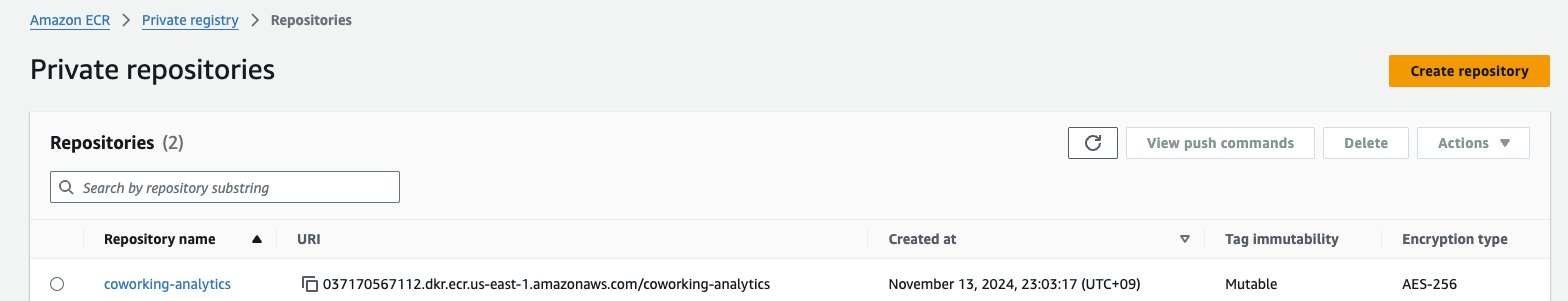 Amazon ECR > Private registry > Repositories
Private repositories
Create repository
Repositories (2)
View push commands Delete Actions
Search by repository substring
Repository name URI Created at Tag immutability Encryption type
coworking-analytics 037170567112.dkr.ecr.us-east-1.amazonaws.com/coworking-analytics November 13, 2024, 23:03:17 (UTC+09) Mutable AES-256